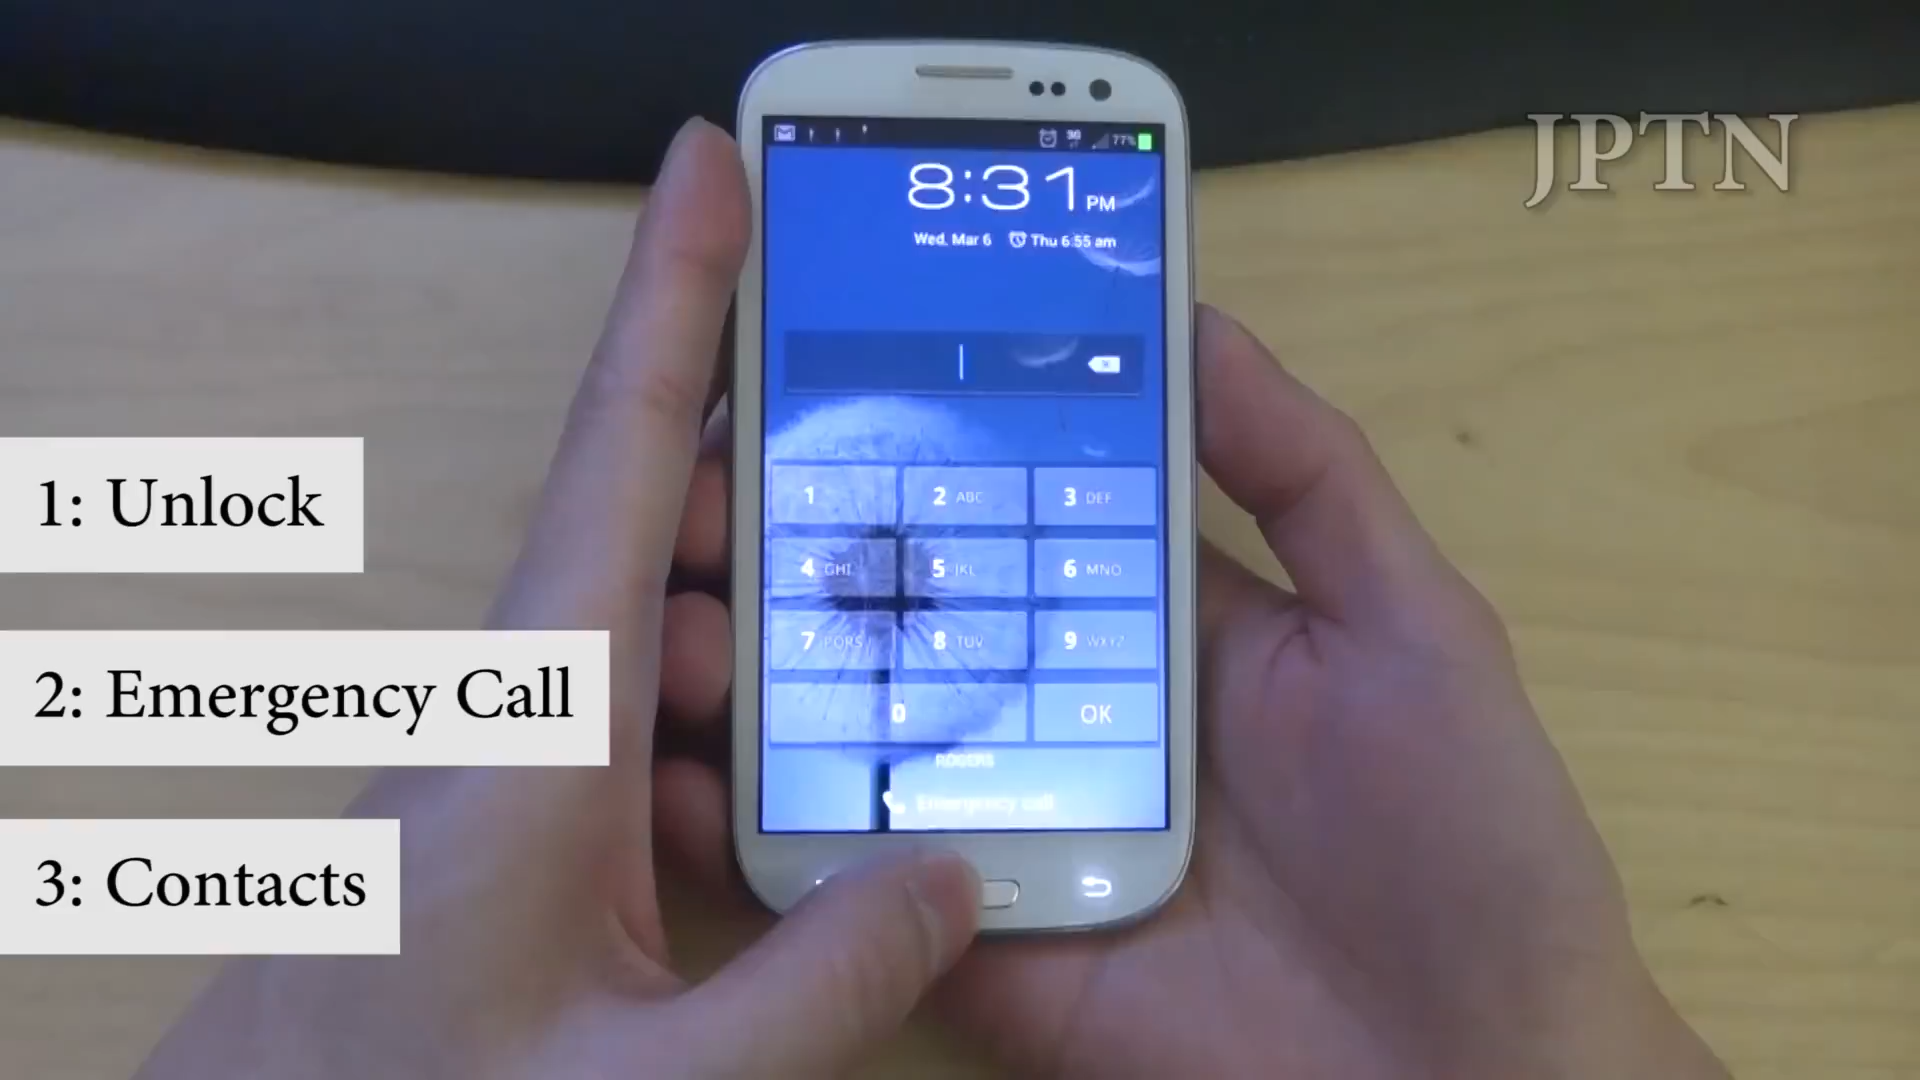 JPTN
3G 77%
8:31 PM
Wed, Mar 6 Thu 6:55 am
1 2 ABC 3 DEF
4 GHI 5 JKL 6 MNO
7 PQRS 8 TUV 9 WXYZ
0 OK
ROGERS
Emergency call
1: Unlock
2: Emergency Call
3: Contacts